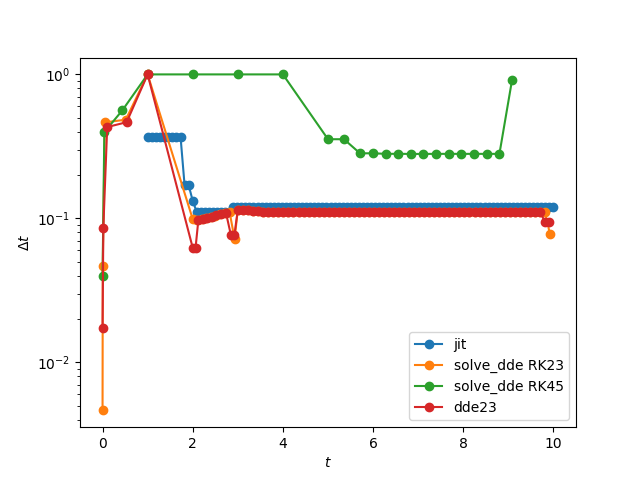 10⁰
10⁻¹
10⁻²
Δt
0
2
4
6
8
10
t
jit
solve_dde RK23
solve_dde RK45
dde23